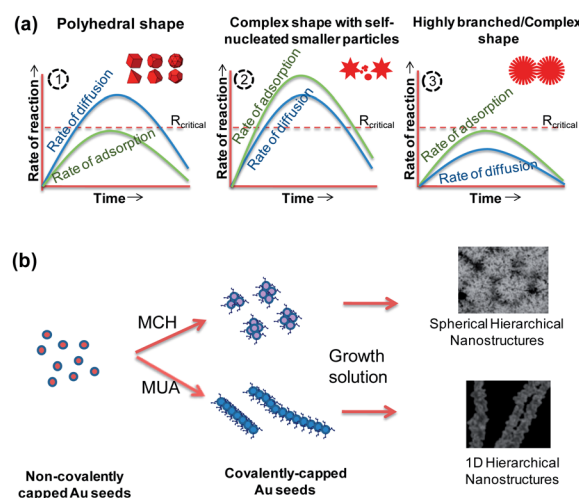 (a)
Polyhedral shape
Complex shape with self-
nucleated smaller particles
Highly branched/Complex
shape
Rate of reaction →
1
Rate of diffusion
Rate of adsorption
Rcritical
Time →
Rate of reaction →
2
Rate of adsorption
Rate of diffusion
Rcritical
Time →
Rate of reaction →
3
Rate of adsorption
Rate of diffusion
Rcritical
Time →
(b)
MCH
MUA
Growth
solution
Spherical Hierarchical
Nanostructures
1D Hierarchical
Nanostructures
Non-covalently
capped Au seeds
Covalently-capped
Au seeds